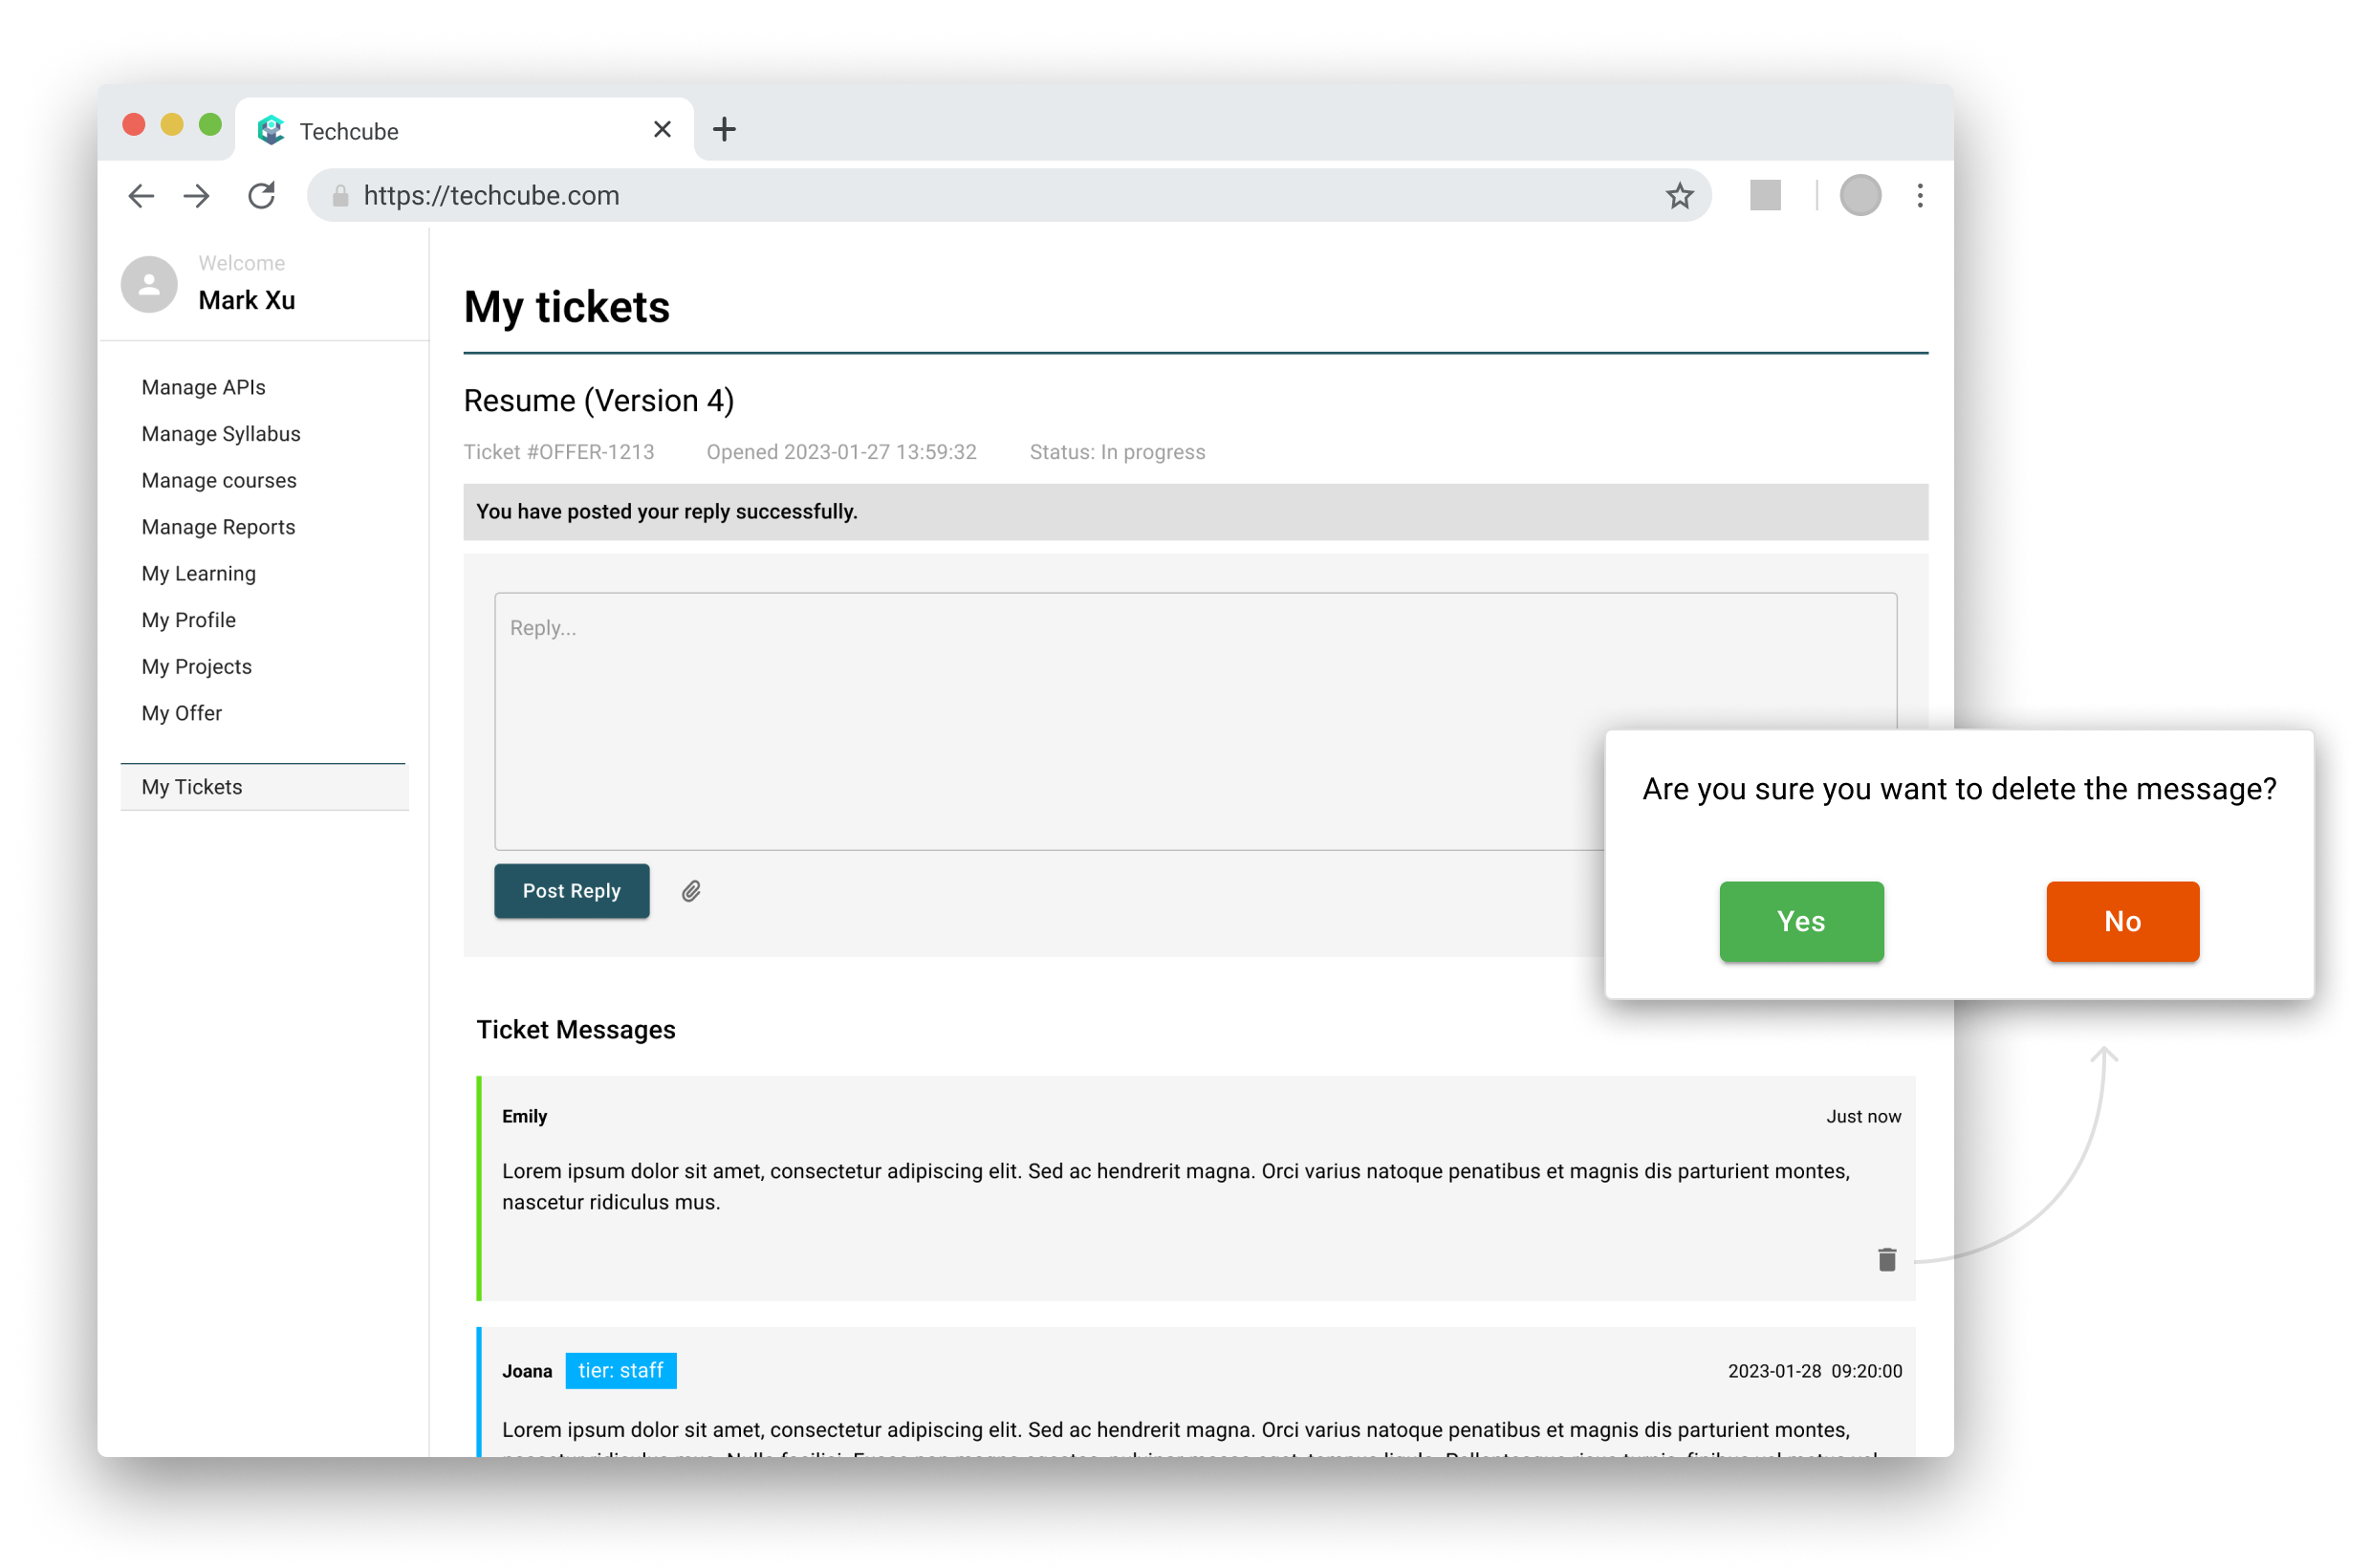 Techcube
https://techcube.com
Welcome
Mark Xu
Manage APIs
Manage Syllabus
Manage courses
Manage Reports
My Learning
My Profile
My Projects
My Offer
My Tickets
My tickets
Resume (Version 4)
Ticket #OFFER-1213 Opened 2023-01-27 13:59:32 Status: In progress
You have posted your reply successfully.
Reply...
Post Reply
Are you sure you want to delete the message?
Yes No
Ticket Messages
Emily Just now
Lorem ipsum dolor sit amet, consectetur adipiscing elit. Sed ac hendrerit magna. Orci varius natoque penatibus et magnis dis parturient montes,
nascetur ridiculus mus.
Joana tier: staff 2023-01-28 09:20:00
Lorem ipsum dolor sit amet, consectetur adipiscing elit. Sed ac hendrerit magna. Orci varius natoque penatibus et magnis dis parturient montes,